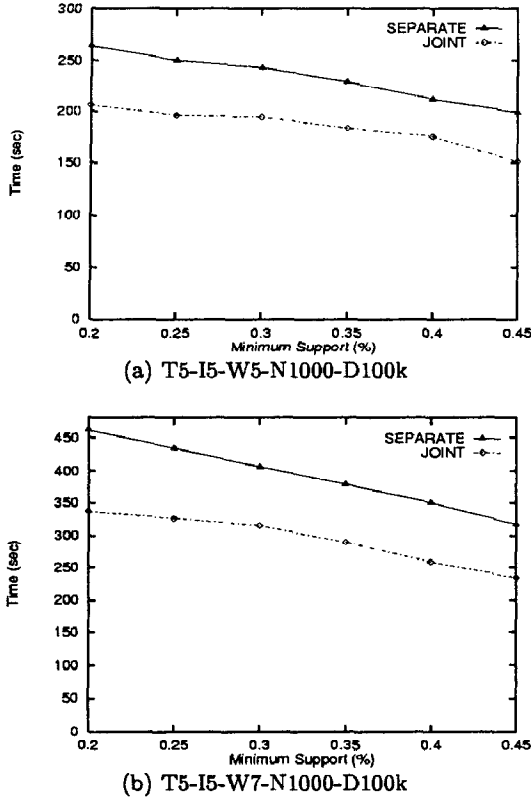 300
250
200
150
100
50
0
Time (sec)
SEPARATE
JOINT
0.2 0.25 0.3 0.35 0.4 0.45
Minimum Support (%)
(a) T5-I5-W5-N1000-D100k
450
400
350
300
250
200
150
100
50
0
Time (sec)
SEPARATE
JOINT
0.2 0.25 0.3 0.35 0.4 0.45
Minimum Support (%)
(b) T5-I5-W7-N1000-D100k